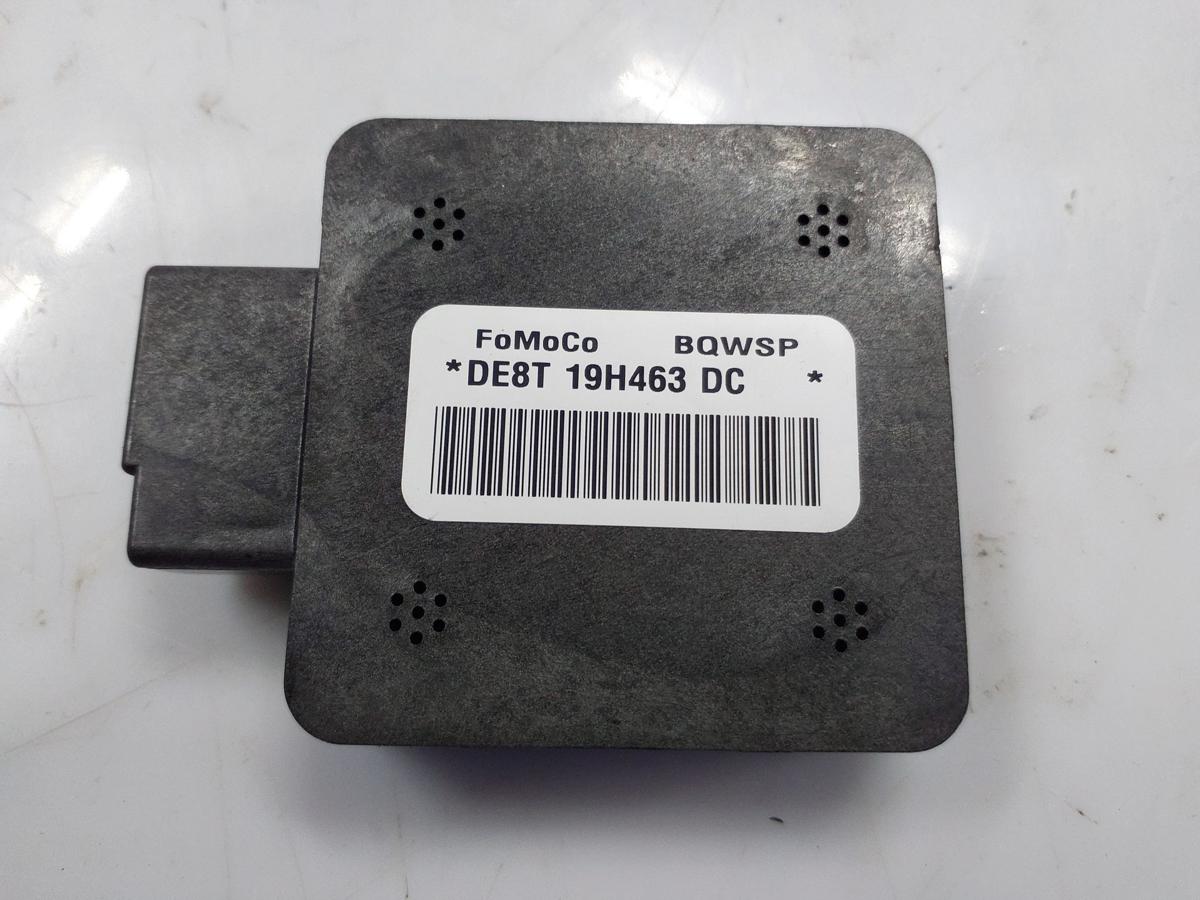 FoMoCo BQWSP
*DE8T 19H463 DC *